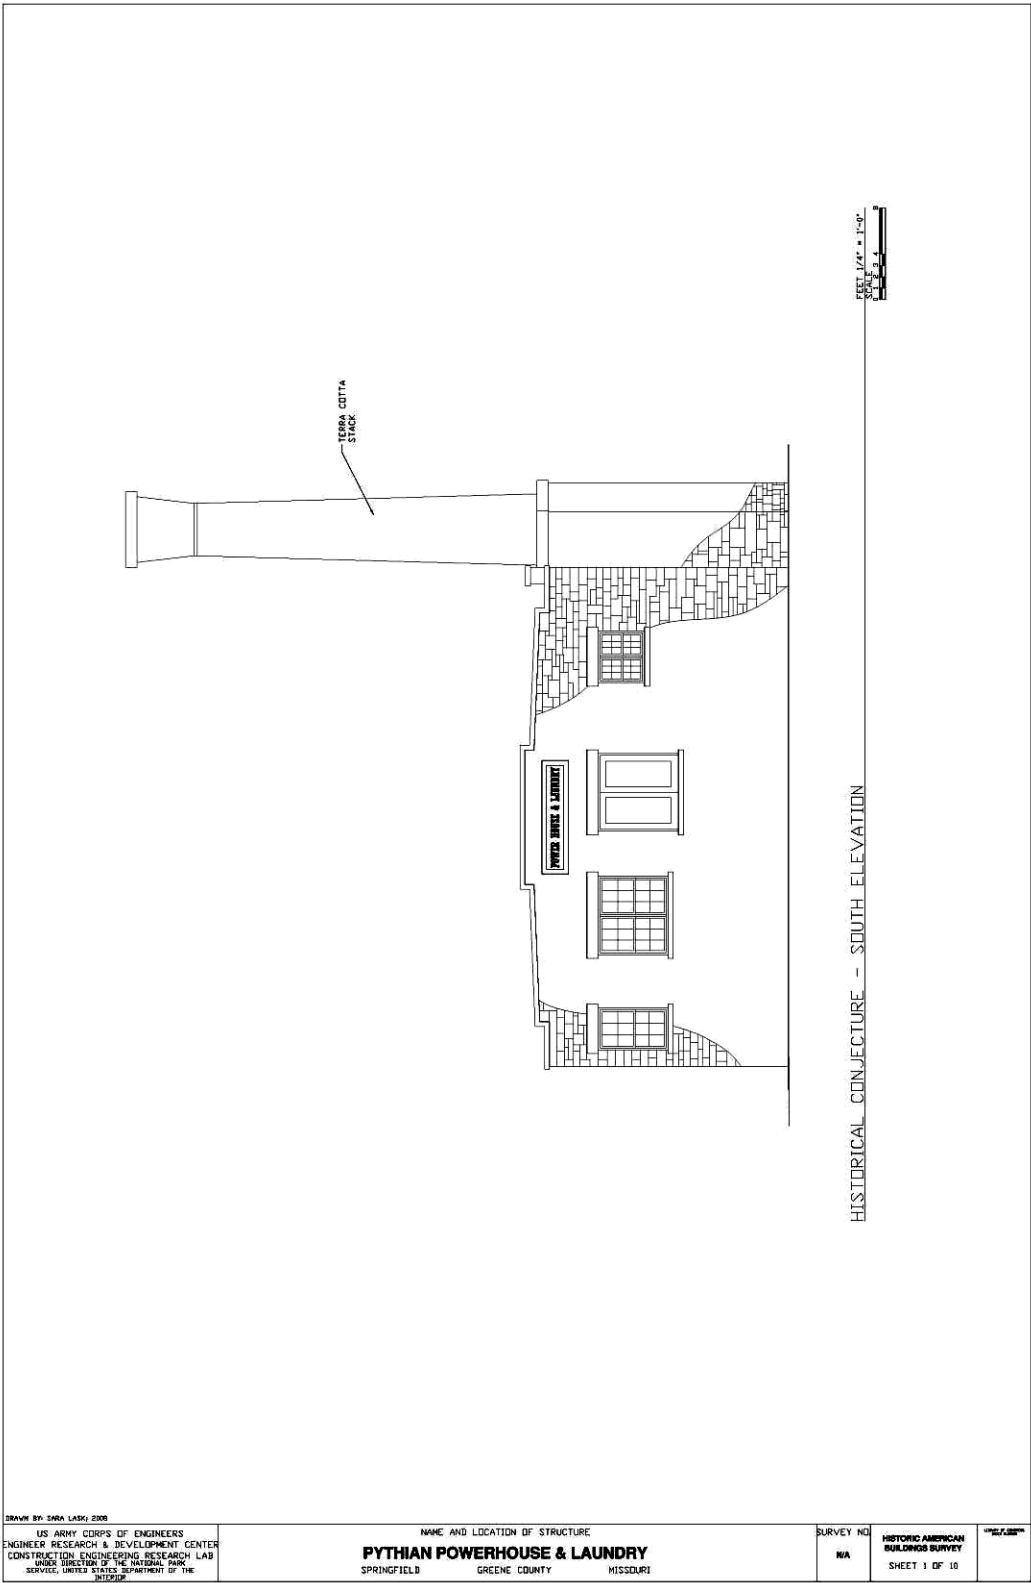 TERRA COTTA
STACK
POWER HOUSE & LAUNDRY
HISTORICAL CONJECTURE - SOUTH ELEVATION
FEET 1/4" = 1'-0"
SCALE
0 1 2 3 4 8
DRAWN BY: SARA LASK; 2008
US ARMY CORPS OF ENGINEERS
ENGINEER RESEARCH & DEVELOPMENT CENTER
CONSTRUCTION ENGINEERING RESEARCH LAB
UNDER DIRECTION OF THE NATIONAL PARK
SERVICE, UNITED STATES DEPARTMENT OF THE
INTERIOR
NAME AND LOCATION OF STRUCTURE
PYTHIAN POWERHOUSE & LAUNDRY
SPRINGFIELD GREENE COUNTY MISSOURI
SURVEY NO.
N/A
HISTORIC AMERICAN
BUILDINGS SURVEY
SHEET 1 OF 10
LIBRARY OF CONGRESS